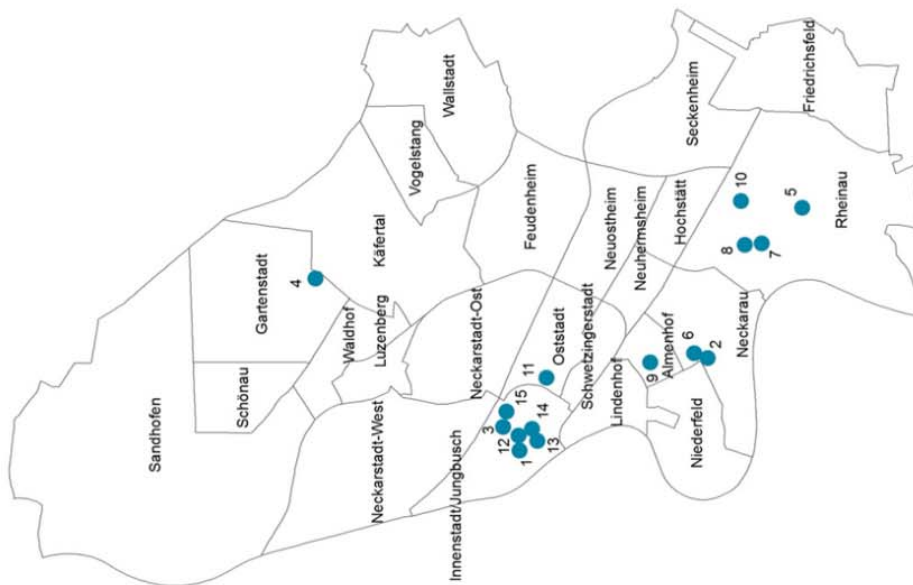 Sandhofen
Schönau
Gartenstadt
4
Waldhof
Luzenberg
Käfertal
Vogelstang
Wallstadt
Neckarstadt-West
Neckarstadt-Ost
Feudenheim
Innenstadt/Jungbusch
3
15
12
1
14
13
11
Oststadt
Schwetzingerstadt
Neuostheim
Neuhermsheim
Seckenheim
Lindenhof
9
Almenhof
Hochstätt
Niederfeld
6
2
Neckarau
8
7
10
5
Rheinau
Friedrichsfeld